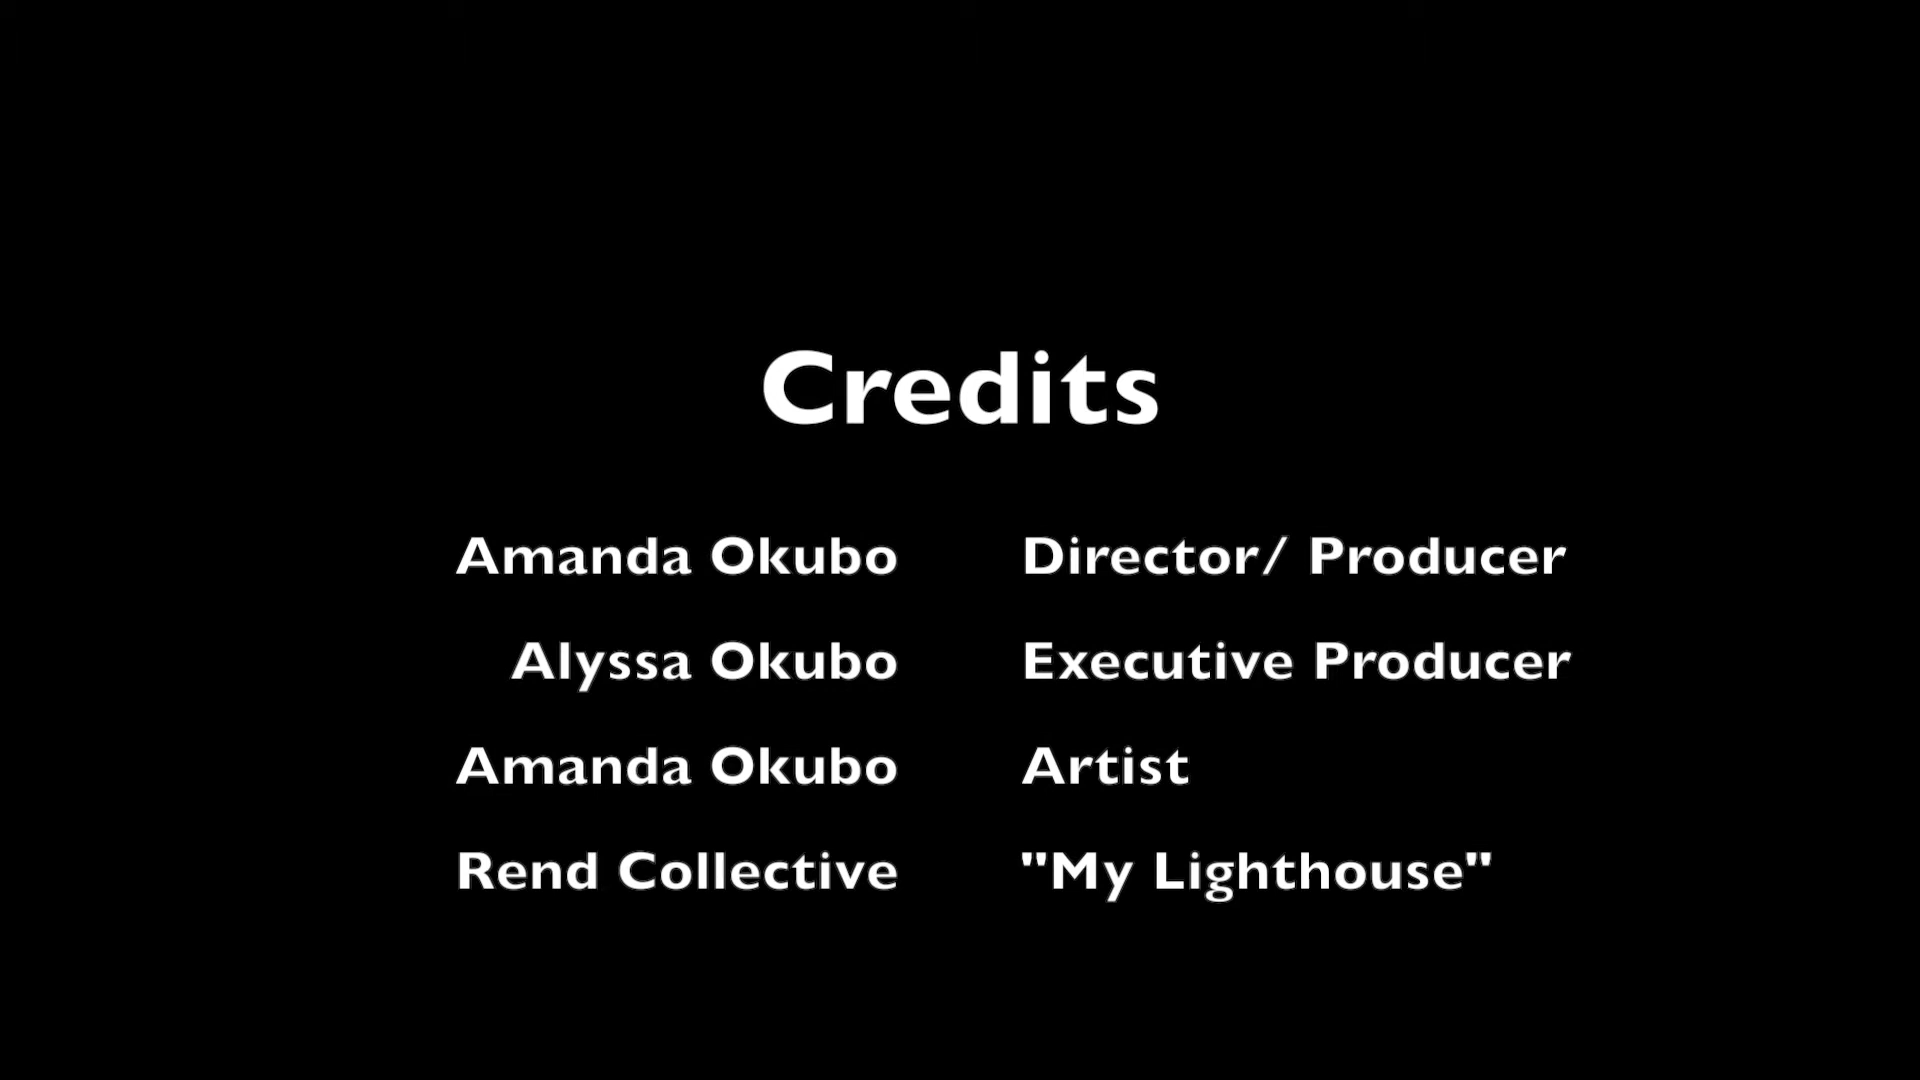 Credits
Amanda Okubo Director/ Producer
Alyssa Okubo Executive Producer
Amanda Okubo Artist
Rend Collective "My Lighthouse"